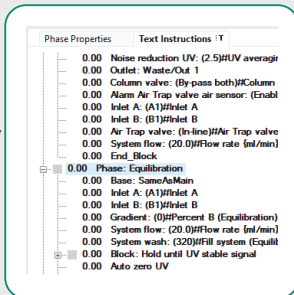 Phase Properties Text Instructions
0.00 Noise reduction UV: (2.5)#UV averagin
0.00 Outlet: Waste/Out 1
0.00 Column valve: (By-pass both)#Column
0.00 Alarm Air Trap valve air sensor: (Enabl
0.00 Inlet A: (A1)#Inlet A
0.00 Inlet B: (B1)#Inlet B
0.00 Air Trap valve: (In-line)#Air Trap valve
0.00 System flow: (20.0)#Flow rate {ml/min}
0.00 End_Block
0.00 Phase: Equilibration
0.00 Base: SameAsMain
0.00 Inlet A: (A1)#Inlet A
0.00 Inlet B: (B1)#Inlet B
0.00 Gradient: (0)#Percent B (Equilibration)
0.00 System flow: (20.0)#Flow rate {ml/min}
0.00 System wash: (320)#Fill system (Equilib
0.00 Block: Hold until UV stable signal
0.00 Auto zero UV